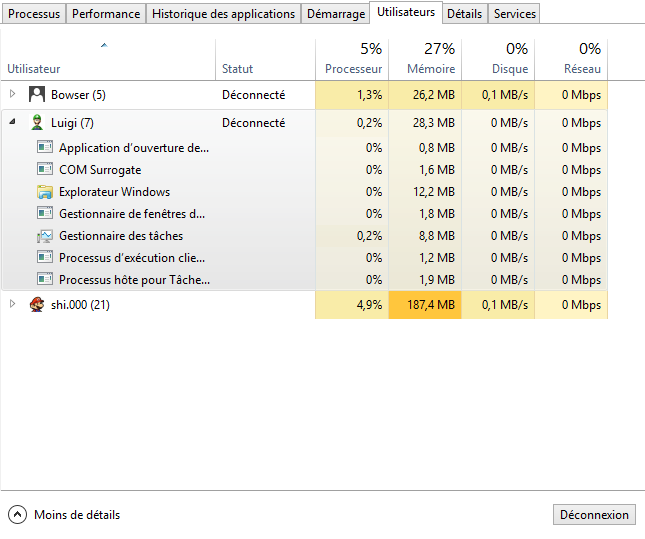 Processus Performance Historique des applications Démarrage Utilisateurs Détails Services
5% 27% 0% 0%
Utilisateur Statut Processeur Mémoire Disque Réseau
Bowser (5) Déconnecté 1,3% 26,2 MB 0,1 MB/s 0 Mbps
Luigi (7) Déconnecté 0,2% 28,3 MB 0 MB/s 0 Mbps
Application d'ouverture de... 0% 0,8 MB 0 MB/s 0 Mbps
COM Surrogate 0% 1,6 MB 0 MB/s 0 Mbps
Explorateur Windows 0% 12,2 MB 0 MB/s 0 Mbps
Gestionnaire de fenêtres d... 0% 1,8 MB 0 MB/s 0 Mbps
Gestionnaire des tâches 0,2% 8,8 MB 0 MB/s 0 Mbps
Processus d'exécution clie... 0% 1,2 MB 0 MB/s 0 Mbps
Processus hôte pour Tâche... 0% 1,9 MB 0 MB/s 0 Mbps
shi.000 (21) 4,9% 187,4 MB 0,1 MB/s 0 Mbps
Moins de détails Déconnexion